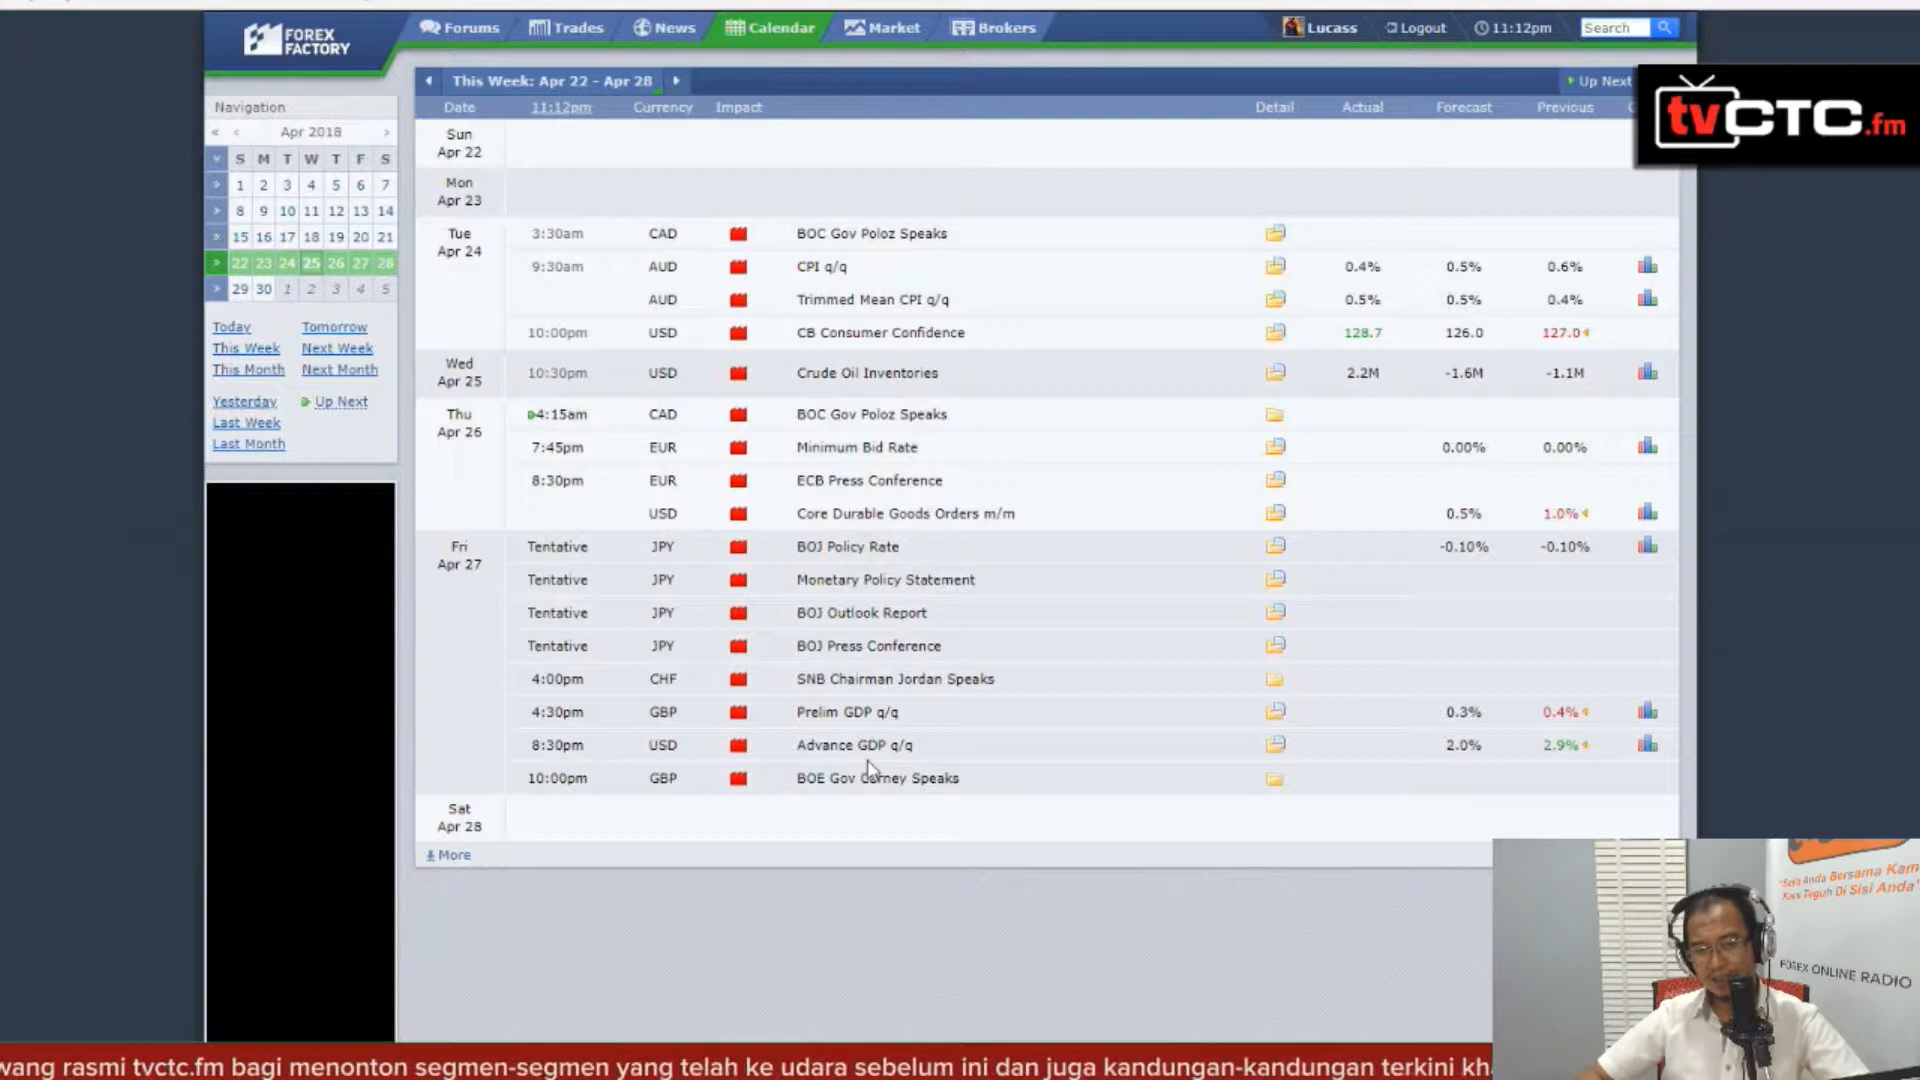 FOREX FACTORY
Forums Trades News Calendar Market Brokers Lucass Logout 11:12pm Search
This Week: Apr 22 - Apr 28 Up Next
tvCTC.fm
Navigation
« ‹ Apr 2018 ›
S M T W T F S
1 2 3 4 5 6 7
8 9 10 11 12 13 14
15 16 17 18 19 20 21
22 23 24 25 26 27 28
29 30 1 2 3 4 5
Today Tomorrow
This Week Next Week
This Month Next Month
Yesterday Up Next
Last Week
Last Month
Date 11:12pm Currency Impact Detail Actual Forecast Previous
Sun
Apr 22
Mon
Apr 23
Tue
Apr 24
3:30am CAD BOC Gov Poloz Speaks
9:30am AUD CPI q/q 0.4% 0.5% 0.6%
AUD Trimmed Mean CPI q/q 0.5% 0.5% 0.4%
10:00pm USD CB Consumer Confidence 128.7 126.0 127.0
Wed
Apr 25
10:30pm USD Crude Oil Inventories 2.2M -1.6M -1.1M
Thu
Apr 26
4:15am CAD BOC Gov Poloz Speaks
7:45pm EUR Minimum Bid Rate 0.00% 0.00%
8:30pm EUR ECB Press Conference
USD Core Durable Goods Orders m/m 0.5% 1.0%
Fri
Apr 27
Tentative JPY BOJ Policy Rate -0.10% -0.10%
Tentative JPY Monetary Policy Statement
Tentative JPY BOJ Outlook Report
Tentative JPY BOJ Press Conference
4:00pm CHF SNB Chairman Jordan Speaks
4:30pm GBP Prelim GDP q/q 0.3% 0.4%
8:30pm USD Advance GDP q/q 2.0% 2.9%
10:00pm GBP BOE Gov Carney Speaks
Sat
Apr 28
More
"Setia Anda Bersama Kam
Kami Teguh Di Sisi Anda"
FOREX ONLINE RADIO
wang rasmi tvctc.fm bagi menonton segmen-segmen yang telah ke udara sebelum ini dan juga kandungan-kandungan terkini kh